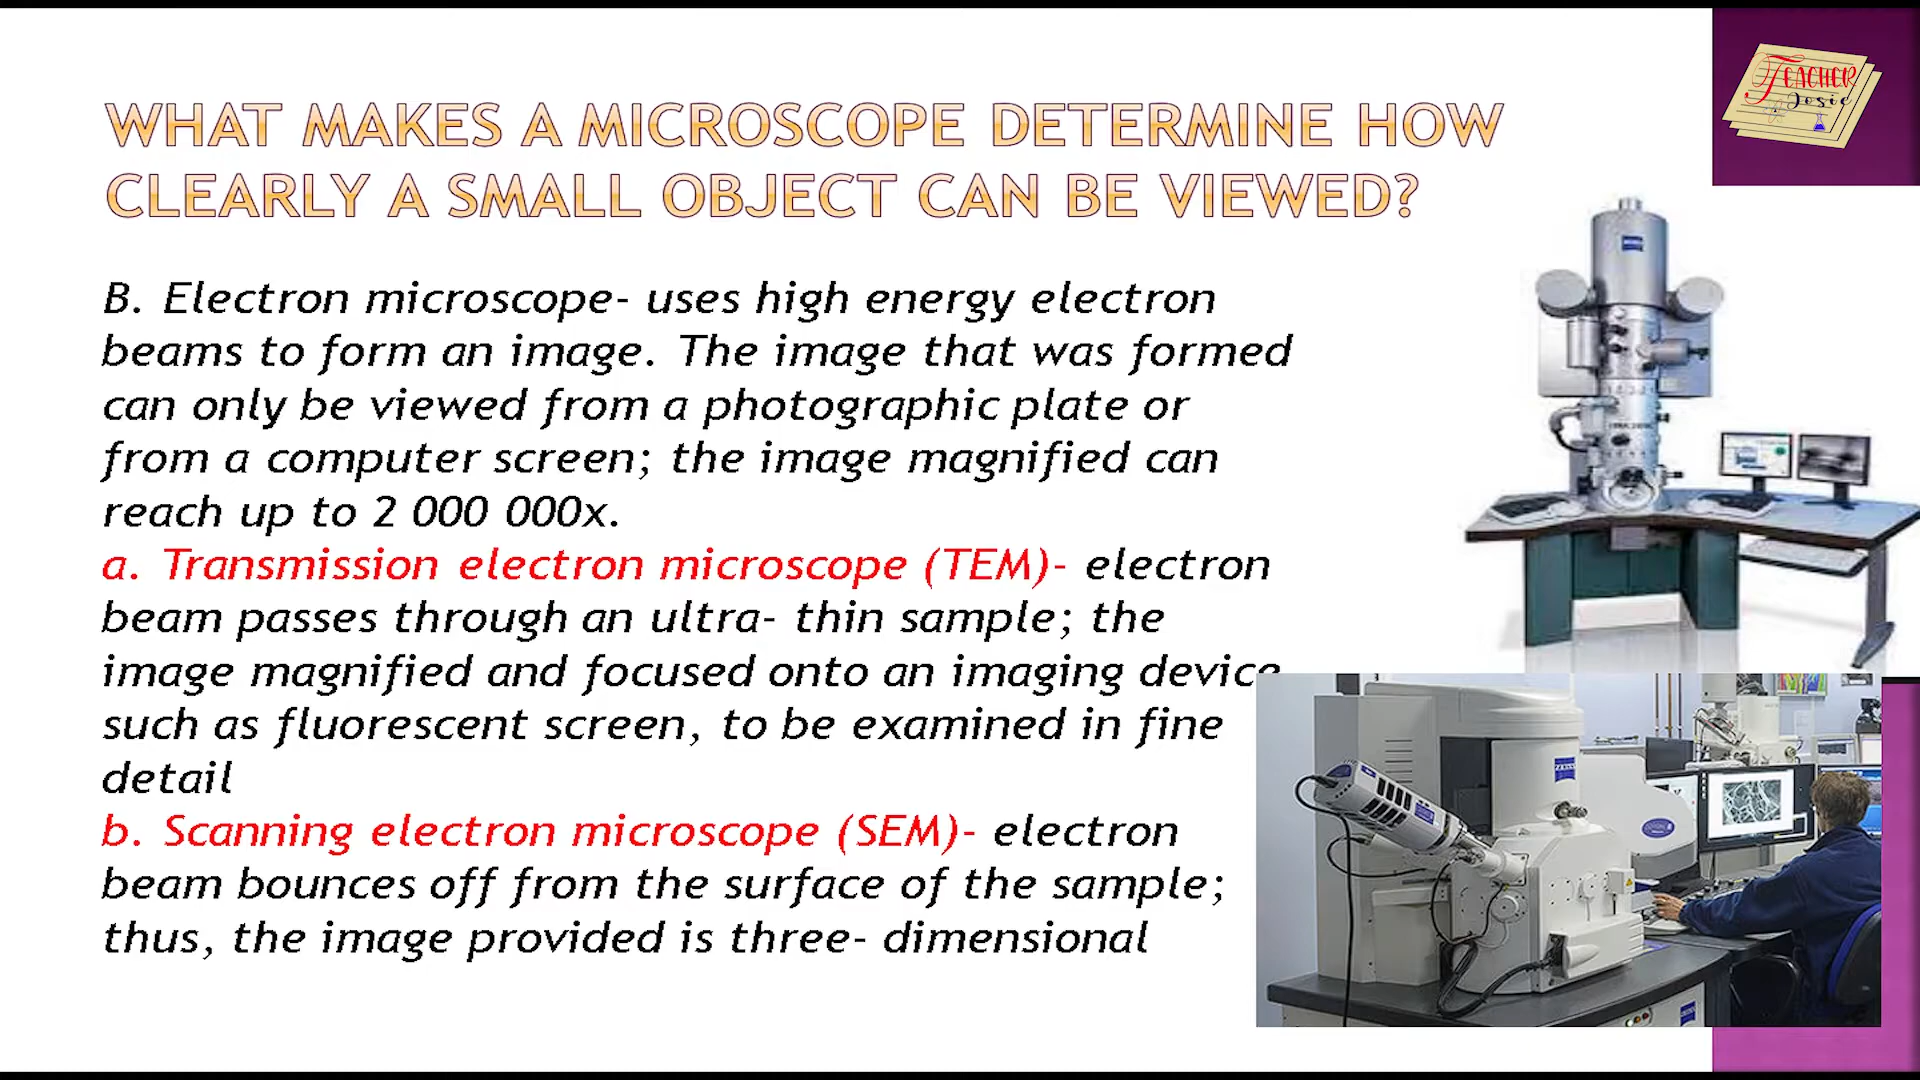 TEACHER
Josie
WHAT MAKES A MICROSCOPE DETERMINE HOW
CLEARLY A SMALL OBJECT CAN BE VIEWED?
B. Electron microscope- uses high energy electron
beams to form an image. The image that was formed
can only be viewed from a photographic plate or
from a computer screen; the image magnified can
reach up to 2 000 000x.
a. Transmission electron microscope (TEM)- electron
beam passes through an ultra- thin sample; the
image magnified and focused onto an imaging device
such as fluorescent screen, to be examined in fine
detail
b. Scanning electron microscope (SEM)- electron
beam bounces off from the surface of the sample;
thus, the image provided is three- dimensional
ZEISS